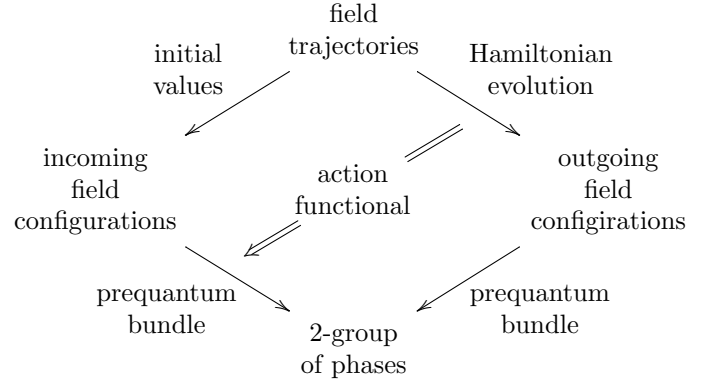 field
trajectories
initial
values
Hamiltonian
evolution
incoming
field
configurations
action
functional
outgoing
field
configirations
prequantum
bundle
prequantum
bundle
2-group
of phases